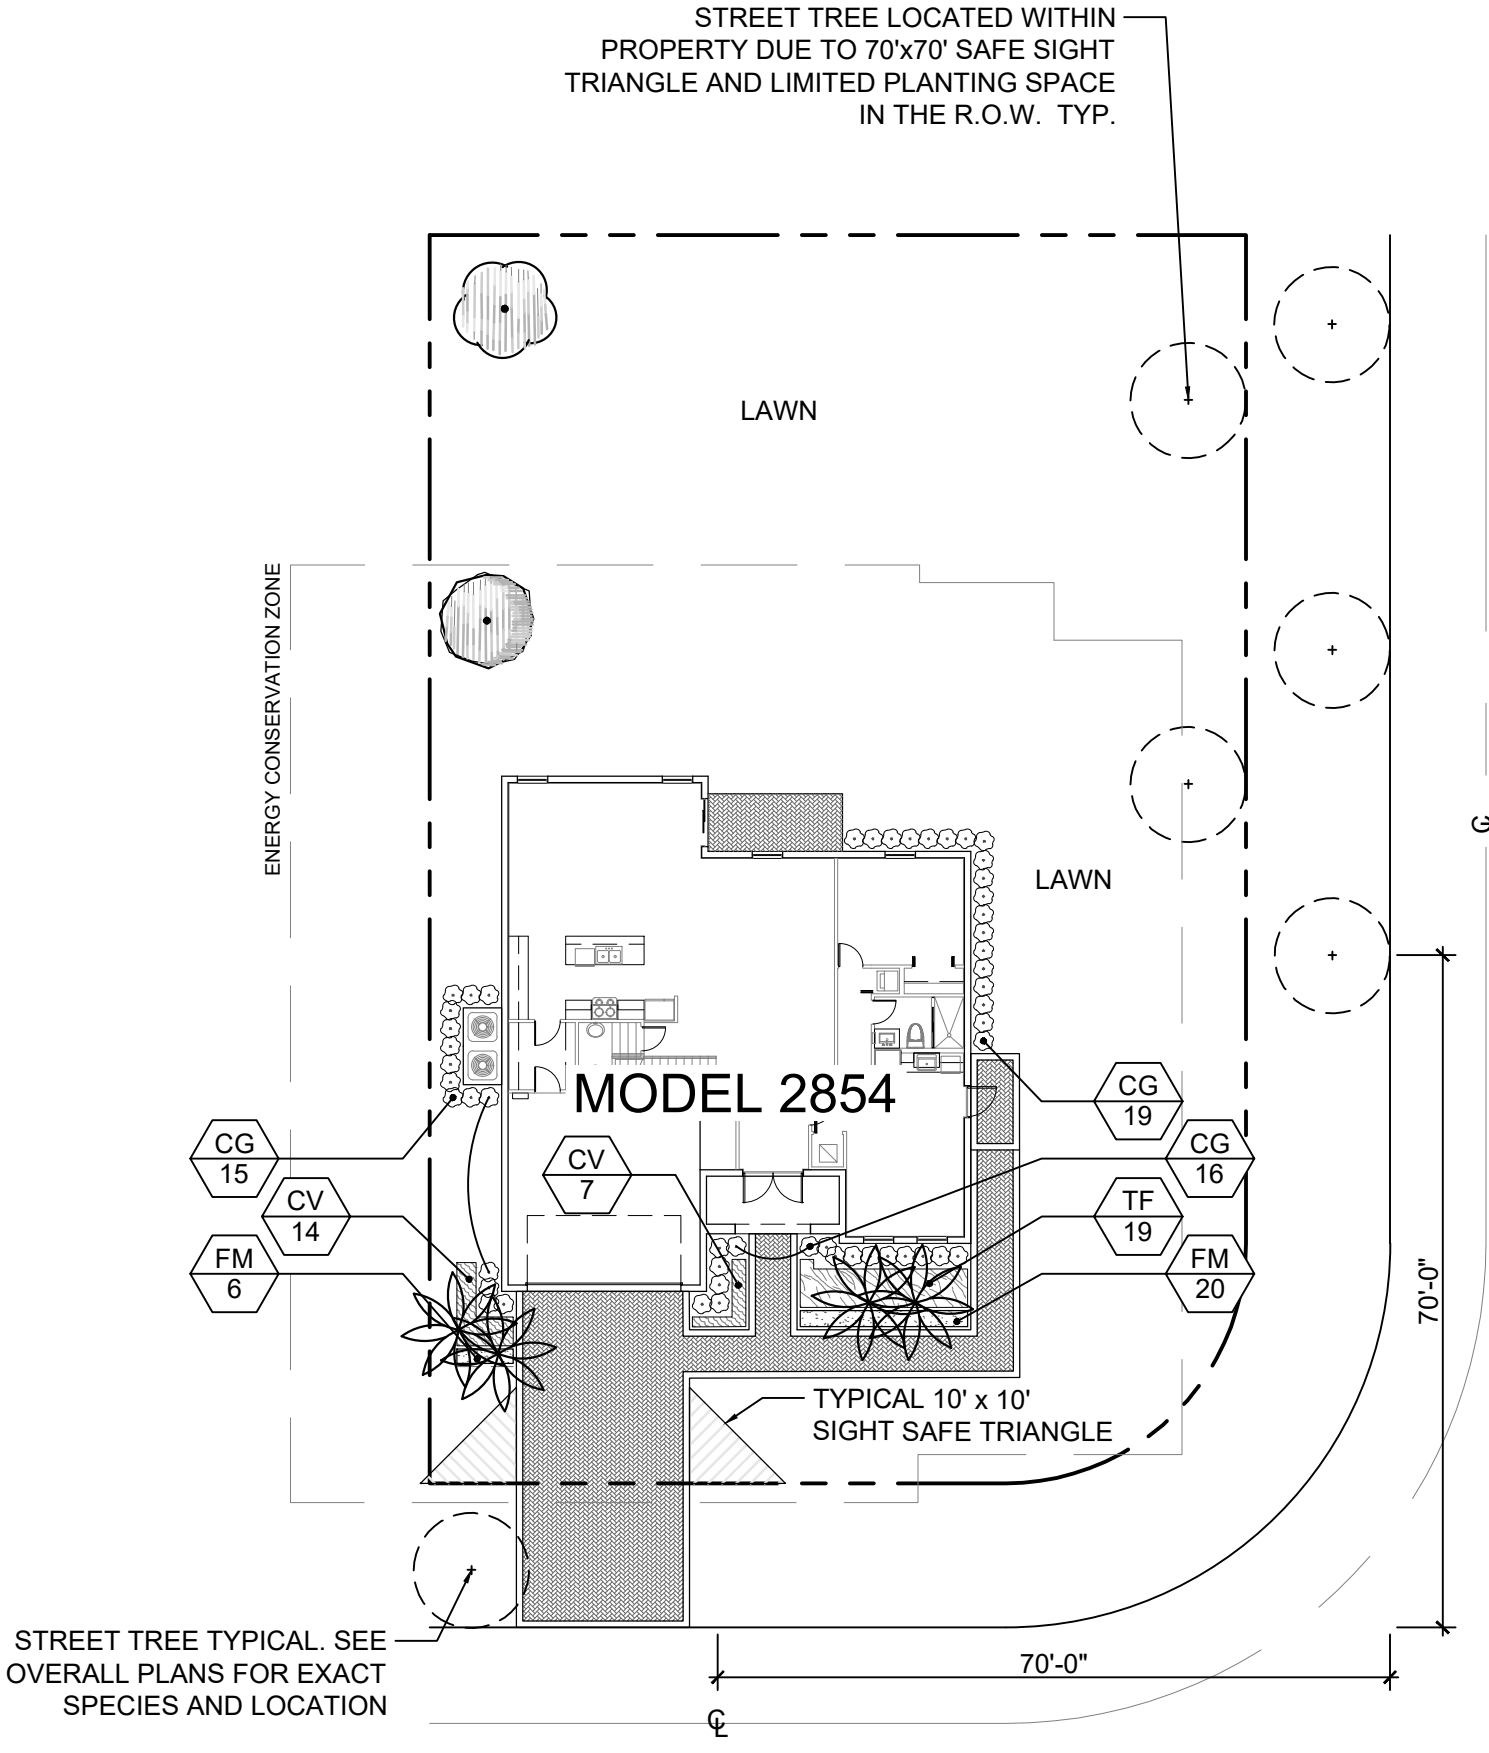 STREET TREE LOCATED WITHIN
PROPERTY DUE TO 70'x70' SAFE SIGHT
TRIANGLE AND LIMITED PLANTING SPACE
IN THE R.O.W. TYP.
LAWN
ENERGY CONSERVATION ZONE
℄
LAWN
MODEL 2854
CG
19
CG
15
CV
7
CG
16
CV
14
TF
19
FM
6
FM
20
70'-0"
TYPICAL 10' x 10'
SIGHT SAFE TRIANGLE
STREET TREE TYPICAL. SEE
OVERALL PLANS FOR EXACT
SPECIES AND LOCATION
70'-0"
℄